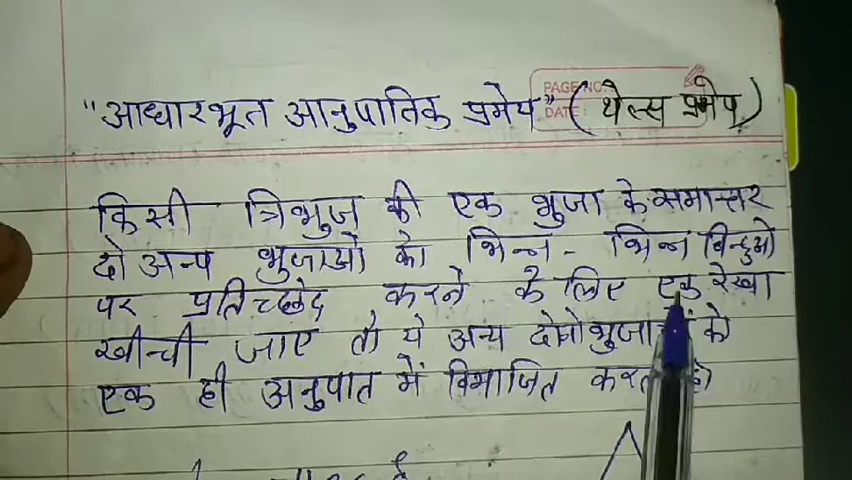 "आधारभूत आनुपातिक प्रमेय" (थेल्स प्रमेय)
PAGE NO.
DATE:
किसी त्रिभुज की एक भुजा के समान्तर
दो अन्य भुजाओ को भिन्न - भिन्न बिन्दुओ
पर प्रतिच्छेद करने के लिए एक रेखा
खीन्ची जाए तो ये अन्य दोनो को
एक ही अनुपात में विभाजित